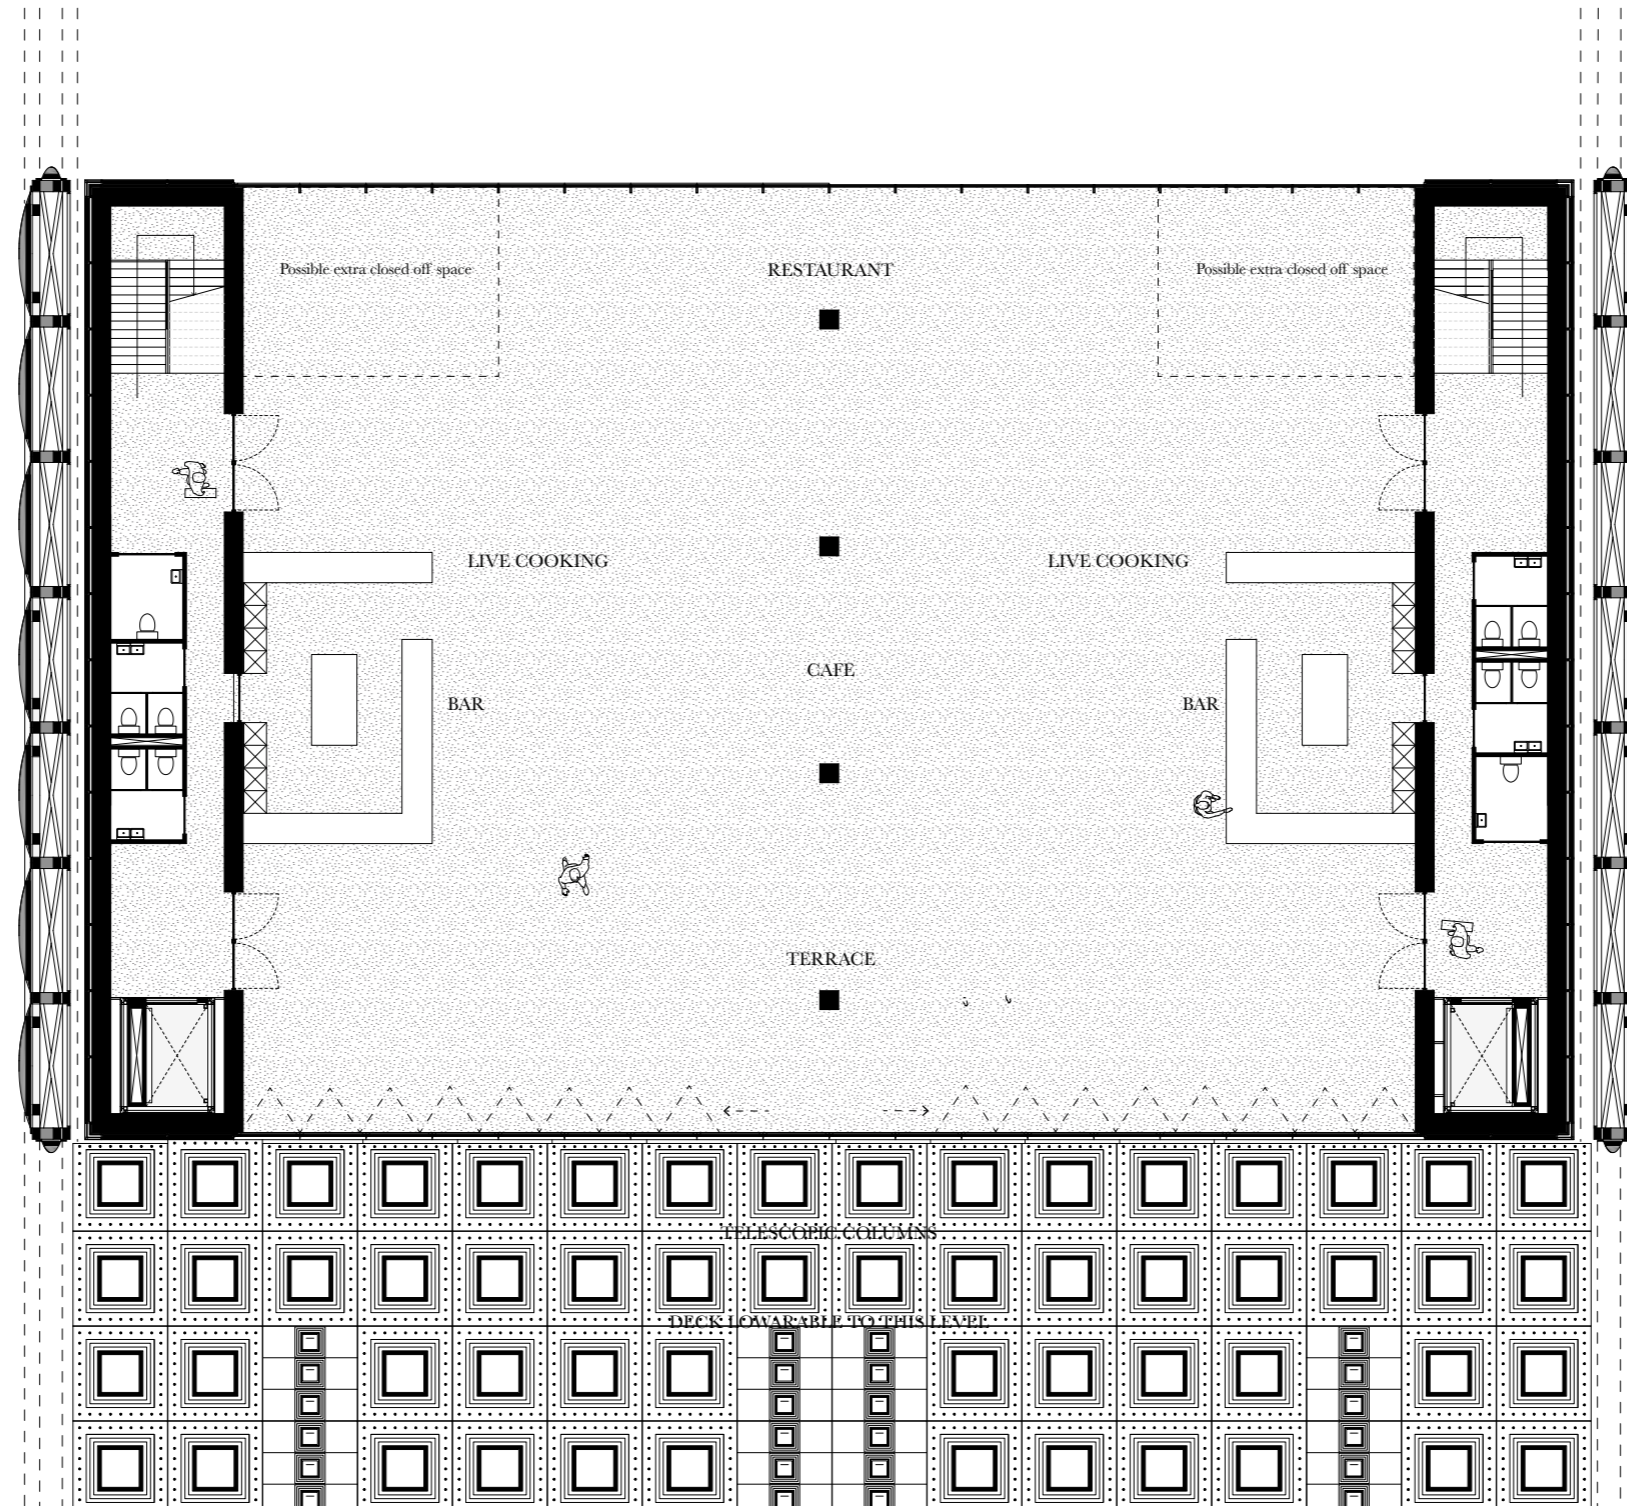 Possible extra closed off space
RESTAURANT
Possible extra closed off space
LIVE COOKING
LIVE COOKING
CAFE
BAR
BAR
TERRACE
TELESCOPIC COLUMNS
DECK LOWARABLE TO THIS LEVEL